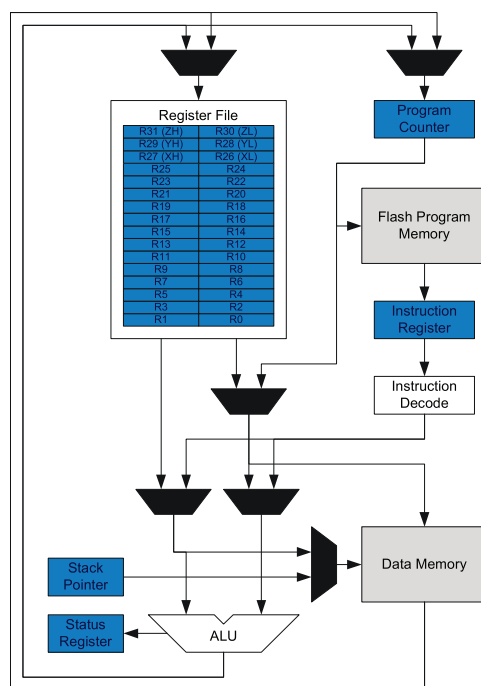 Register File
R31 (ZH) R30 (ZL)
R29 (YH) R28 (YL)
R27 (XH) R26 (XL)
R25 R24
R23 R22
R21 R20
R19 R18
R17 R16
R15 R14
R13 R12
R11 R10
R9 R8
R7 R6
R5 R4
R3 R2
R1 R0
Program
Counter
Flash Program
Memory
Instruction
Register
Instruction
Decode
Data Memory
Stack
Pointer
Status
Register
ALU